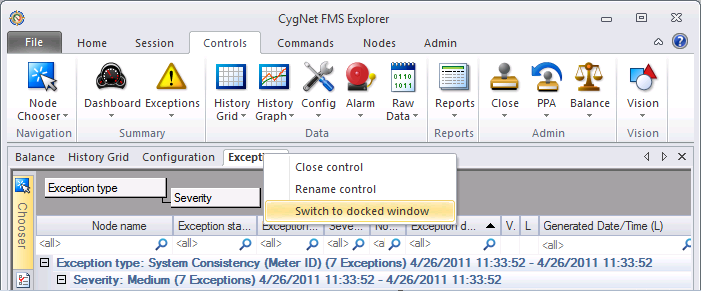 CygNet FMS Explorer
File Home Session Controls Commands Nodes Admin
Node Chooser Dashboard Exceptions History Grid History Graph Config Alarm Raw Data Reports Close PPA Balance Vision
Navigation Summary Data Reports Admin Vision
Balance History Grid Configuration
Close control
Rename control
Switch to docked window
Chooser
Exception type
Severity
Node name Exception sta... Exception... Seve... No... Exception d... V. L Generated Date/Time (L)
<all> <all> <all> <all> <a <all> <all>
Exception type: System Consistency (Meter ID) (7 Exceptions) 4/26/2011 11:33:52 - 4/26/2011 11:33:52
Severity: Medium (7 Exceptions) 4/26/2011 11:33:52 - 4/26/2011 11:33:52